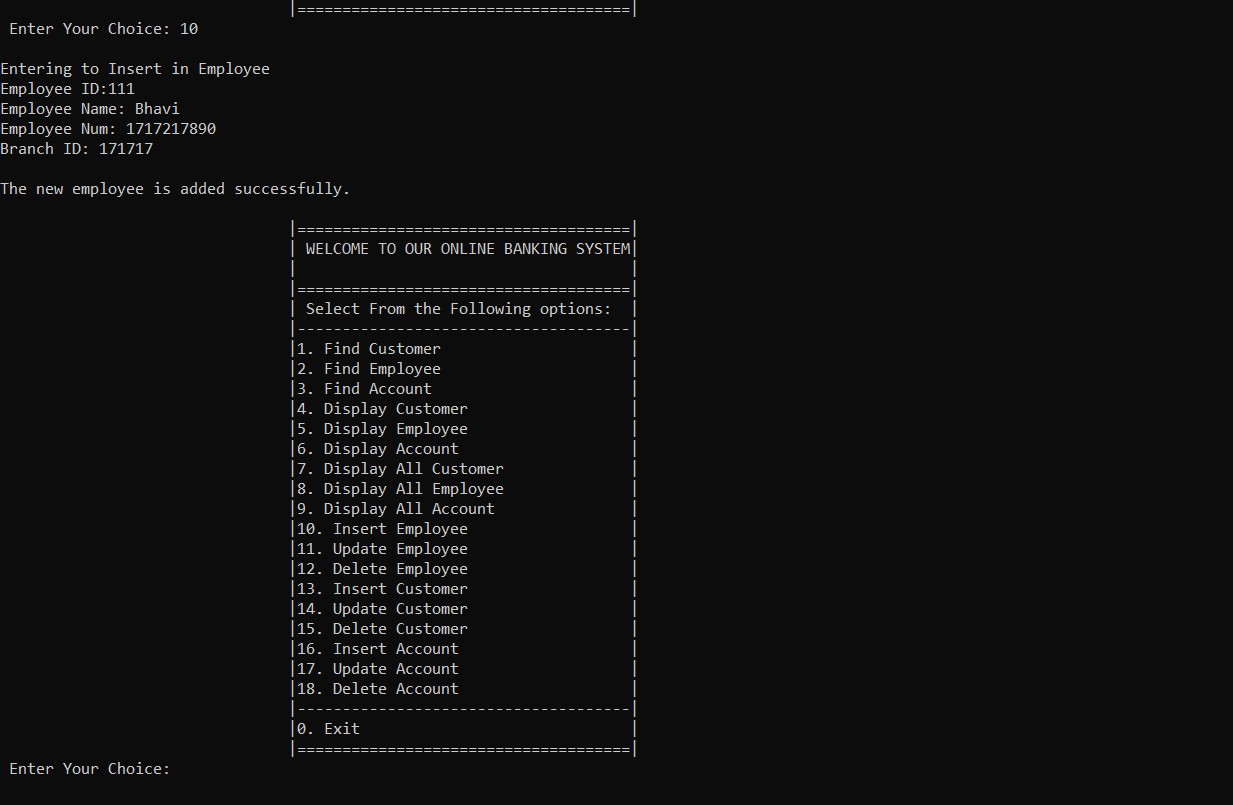 |=====================================|
Enter Your Choice: 10
Entering to Insert in Employee
Employee ID:111
Employee Name: Bhavi
Employee Num: 1717217890
Branch ID: 171717
The new employee is added successfully.
|=====================================|
| WELCOME TO OUR ONLINE BANKING SYSTEM|
|                                     |
|=====================================|
| Select From the Following options:  |
|-------------------------------------|
|1. Find Customer                     |
|2. Find Employee                     |
|3. Find Account                      |
|4. Display Customer                  |
|5. Display Employee                  |
|6. Display Account                   |
|7. Display All Customer              |
|8. Display All Employee              |
|9. Display All Account               |
|10. Insert Employee                  |
|11. Update Employee                  |
|12. Delete Employee                  |
|13. Insert Customer                  |
|14. Update Customer                  |
|15. Delete Customer                  |
|16. Insert Account                   |
|17. Update Account                   |
|18. Delete Account                   |
|-------------------------------------|
|0. Exit                              |
|=====================================|
Enter Your Choice: